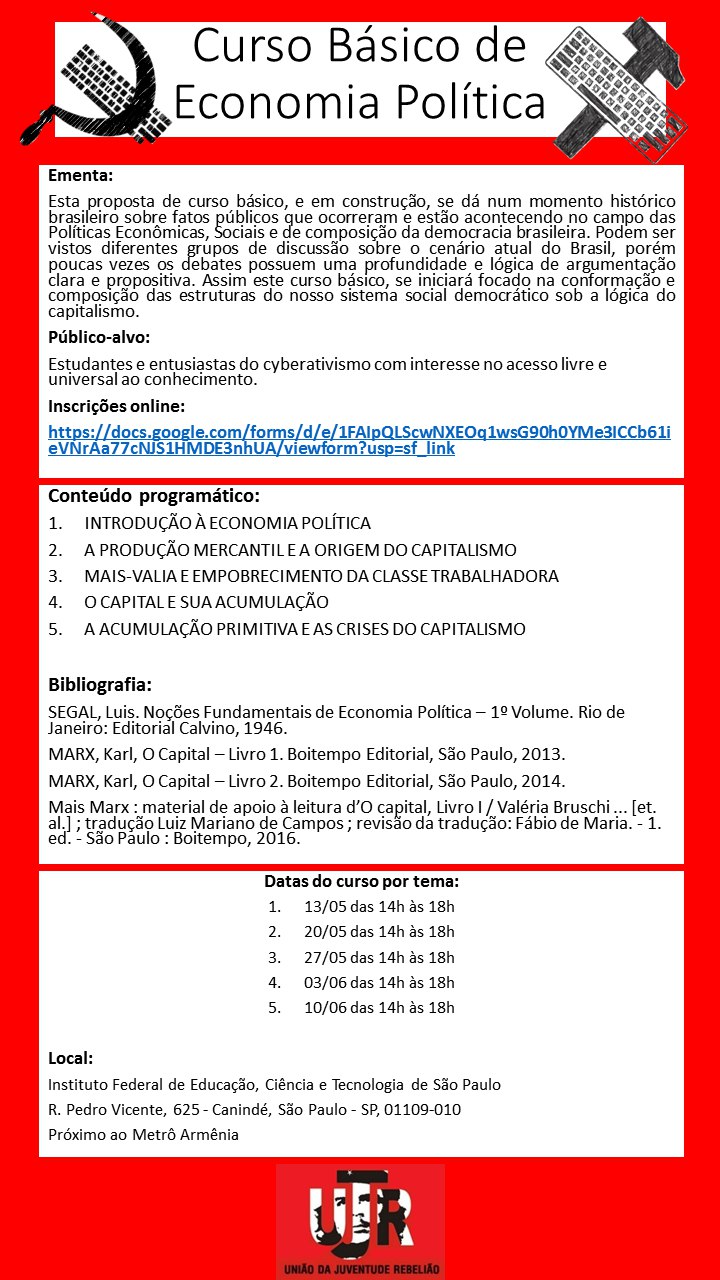 Curso Básico de
Economia Política
Ementa:
Esta proposta de curso básico, e em construção, se dá num momento histórico
brasileiro sobre fatos públicos que ocorreram e estão acontecendo no campo das
Políticas Econômicas, Sociais e de composição da democracia brasileira. Podem ser
vistos diferentes grupos de discussão sobre o cenário atual do Brasil, porém
poucas vezes os debates possuem uma profundidade e lógica de argumentação
clara e propositiva. Assim este curso básico, se iniciará focado na conformação e
composição das estruturas do nosso sistema social democrático sob a lógica do
capitalismo.
Público-alvo:
Estudantes e entusiastas do cyberativismo com interesse no acesso livre e
universal ao conhecimento.
Inscrições online:
https://docs.google.com/forms/d/e/1FAIpQLScwNXEOq1wsG90h0YMe3ICCb61i
eVNrAa77cNJS1HMDE3nhUA/viewform?usp=sf_link
Conteúdo programático:
1. INTRODUÇÃO À ECONOMIA POLÍTICA
2. A PRODUÇÃO MERCANTIL E A ORIGEM DO CAPITALISMO
3. MAIS-VALIA E EMPOBRECIMENTO DA CLASSE TRABALHADORA
4. O CAPITAL E SUA ACUMULAÇÃO
5. A ACUMULAÇÃO PRIMITIVA E AS CRISES DO CAPITALISMO
Bibliografia:
SEGAL, Luis. Noções Fundamentais de Economia Política – 1º Volume. Rio de
Janeiro: Editorial Calvino, 1946.
MARX, Karl, O Capital – Livro 1. Boitempo Editorial, São Paulo, 2013.
MARX, Karl, O Capital – Livro 2. Boitempo Editorial, São Paulo, 2014.
Mais Marx : material de apoio à leitura d’O capital, Livro I / Valéria Bruschi ... [et.
al.] ; tradução Luiz Mariano de Campos ; revisão da tradução: Fábio de Maria. - 1.
ed. - São Paulo : Boitempo, 2016.
Datas do curso por tema:
1. 13/05 das 14h às 18h
2. 20/05 das 14h às 18h
3. 27/05 das 14h às 18h
4. 03/06 das 14h às 18h
5. 10/06 das 14h às 18h
Local:
Instituto Federal de Educação, Ciência e Tecnologia de São Paulo
R. Pedro Vicente, 625 - Canindé, São Paulo - SP, 01109-010
Próximo ao Metrô Armênia
UJR
UNIÃO DA JUVENTUDE REBELIÃO